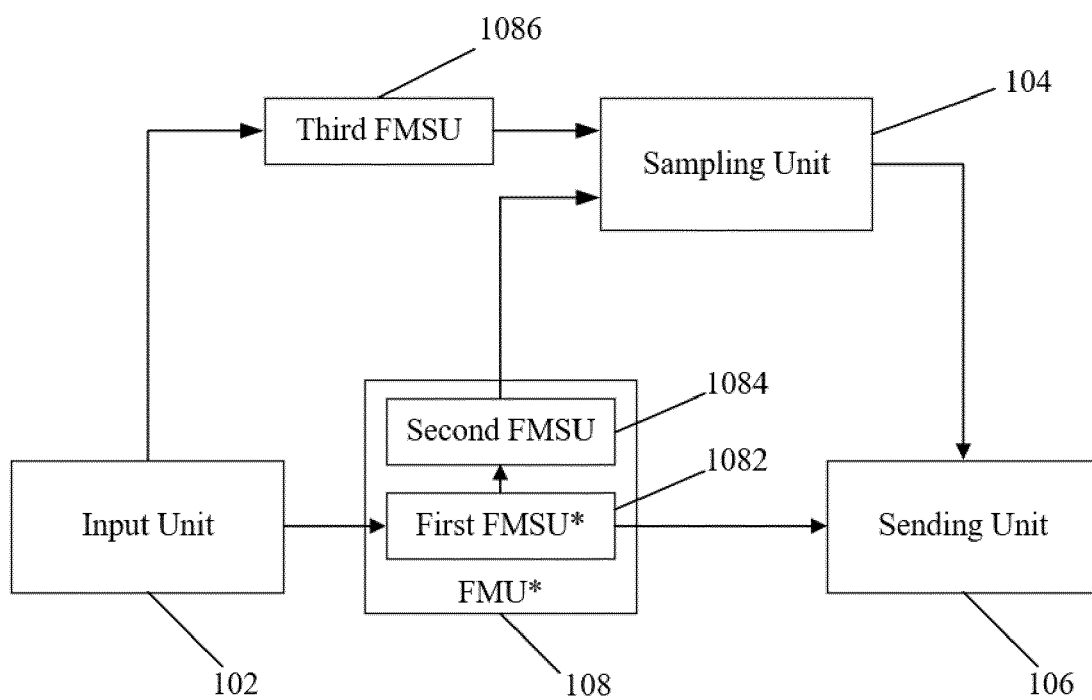 1086
104
Third FMSU
Sampling Unit
1084
Second FMSU
1082
Input Unit
First FMSU*
Sending Unit
FMU*
102
108
106